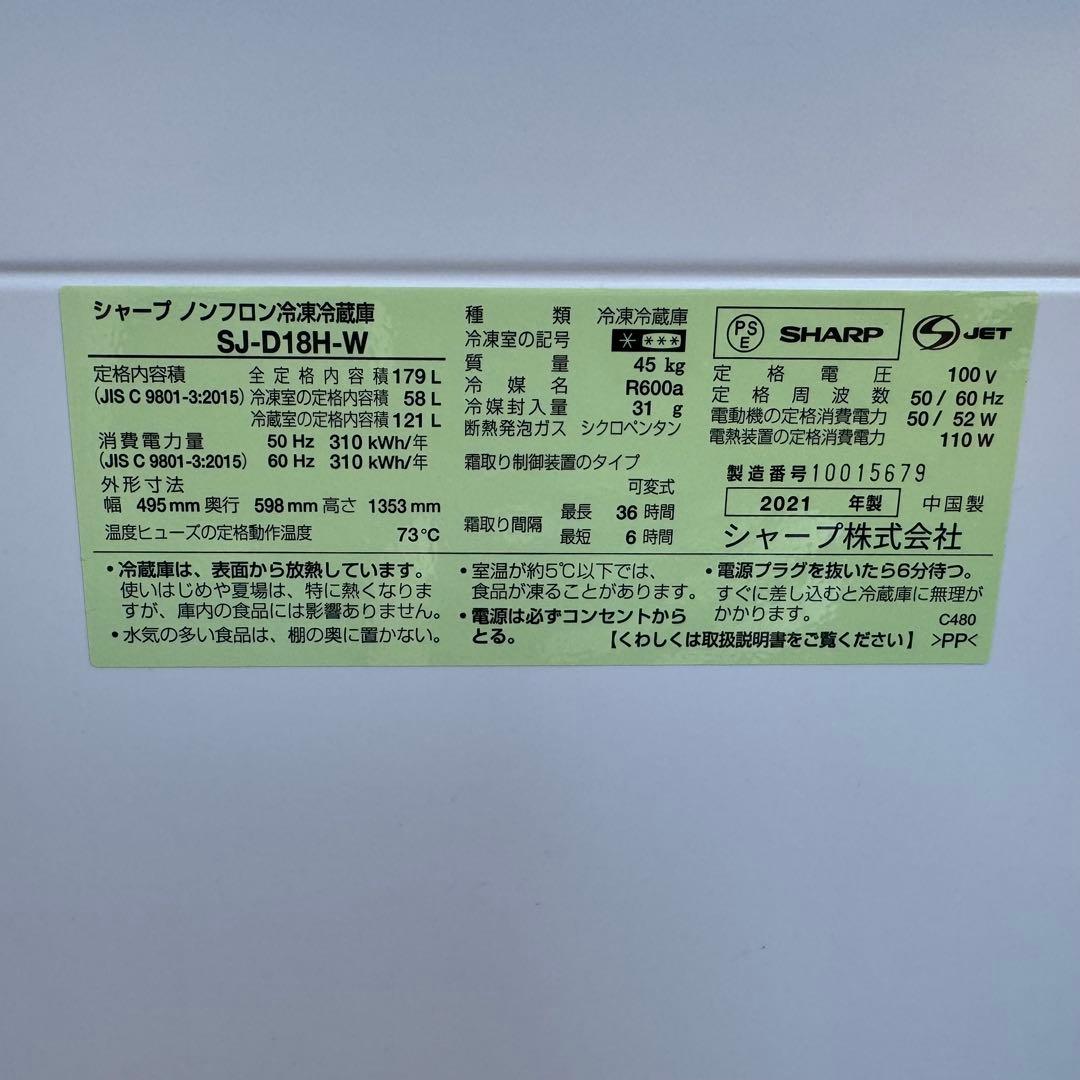 シャープ ノンフロン冷凍冷蔵庫
SJ-D18H-W
定格内容積 全定格内容積 179 L
(JIS C 9801-3:2015) 冷凍室の定格内容積 58 L
冷蔵室の定格内容積 121 L
消費電力量 50 Hz 310 kWh/年
(JIS C 9801-3:2015) 60 Hz 310 kWh/年
外形寸法
幅 495 mm 奥行 598 mm 高さ 1353 mm
温度ヒューズの定格動作温度 73℃
種類 冷凍冷蔵庫
冷凍室の記号 * ***
質量 45 kg
冷媒名 R600a
冷媒封入量 31 g
断熱発泡ガス シクロペンタン
霜取り制御装置のタイプ
可変式
霜取り間隔 最長 36 時間
最短 6 時間
PSE SHARP S JET
定格電圧 100 V
定格周波数 50 / 60 Hz
電動機の定格消費電力 50 / 52 W
電熱装置の定格消費電力 110 W
製造番号 10015679
2021 年製 中国製
シャープ株式会社
・冷蔵庫は、表面から放熱しています。
使いはじめや夏場は、特に熱くなりま
すが、庫内の食品には影響ありません。
・水気の多い食品は、棚の奥に置かない。
・室温が約5℃以下では、
食品が凍ることがあります。
・電源は必ずコンセントから
とる。
・電源プラグを抜いたら6分待つ。
すぐに差し込むと冷蔵庫に無理が
かかります。
C480
【くわしくは取扱説明書をご覧ください】 >PP<